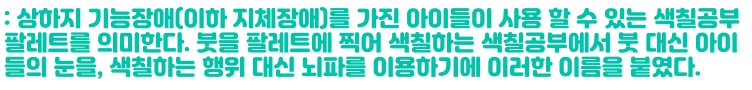 : 상하지 기능장애(이하 지체장애)를 가진 아이들이 사용 할 수 있는 색칠공부
팔레트를 의미한다. 붓을 팔레트에 찍어 색칠하는 색칠공부에서 붓 대신 아이
들의 눈을, 색칠하는 행위 대신 뇌파를 이용하기에 이러한 이름을 붙였다.